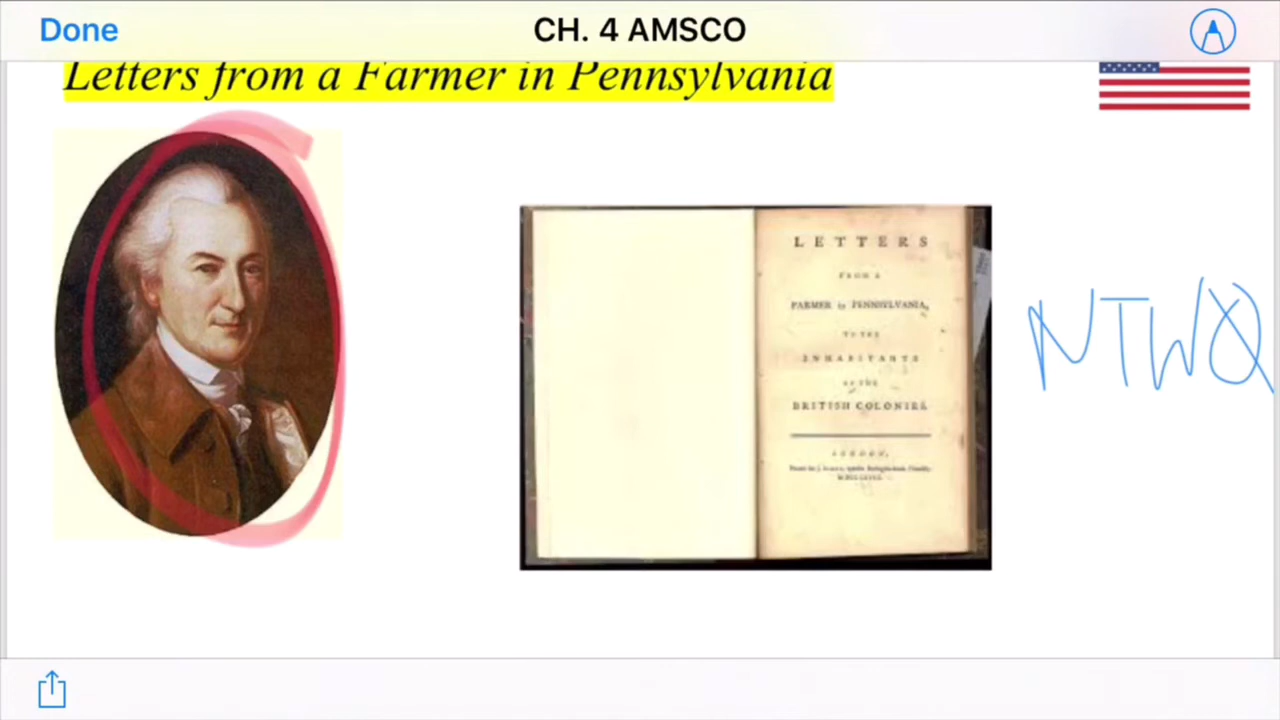 Done
CH. 4 AMSCO
Letters from a Farmer in Pennsylvania
LETTERS
FROM A
FARMER in PENNSYLVANIA,
TO THE
INHABITANTS
OF THE
BRITISH COLONIES.
LONDON,
NTWQ